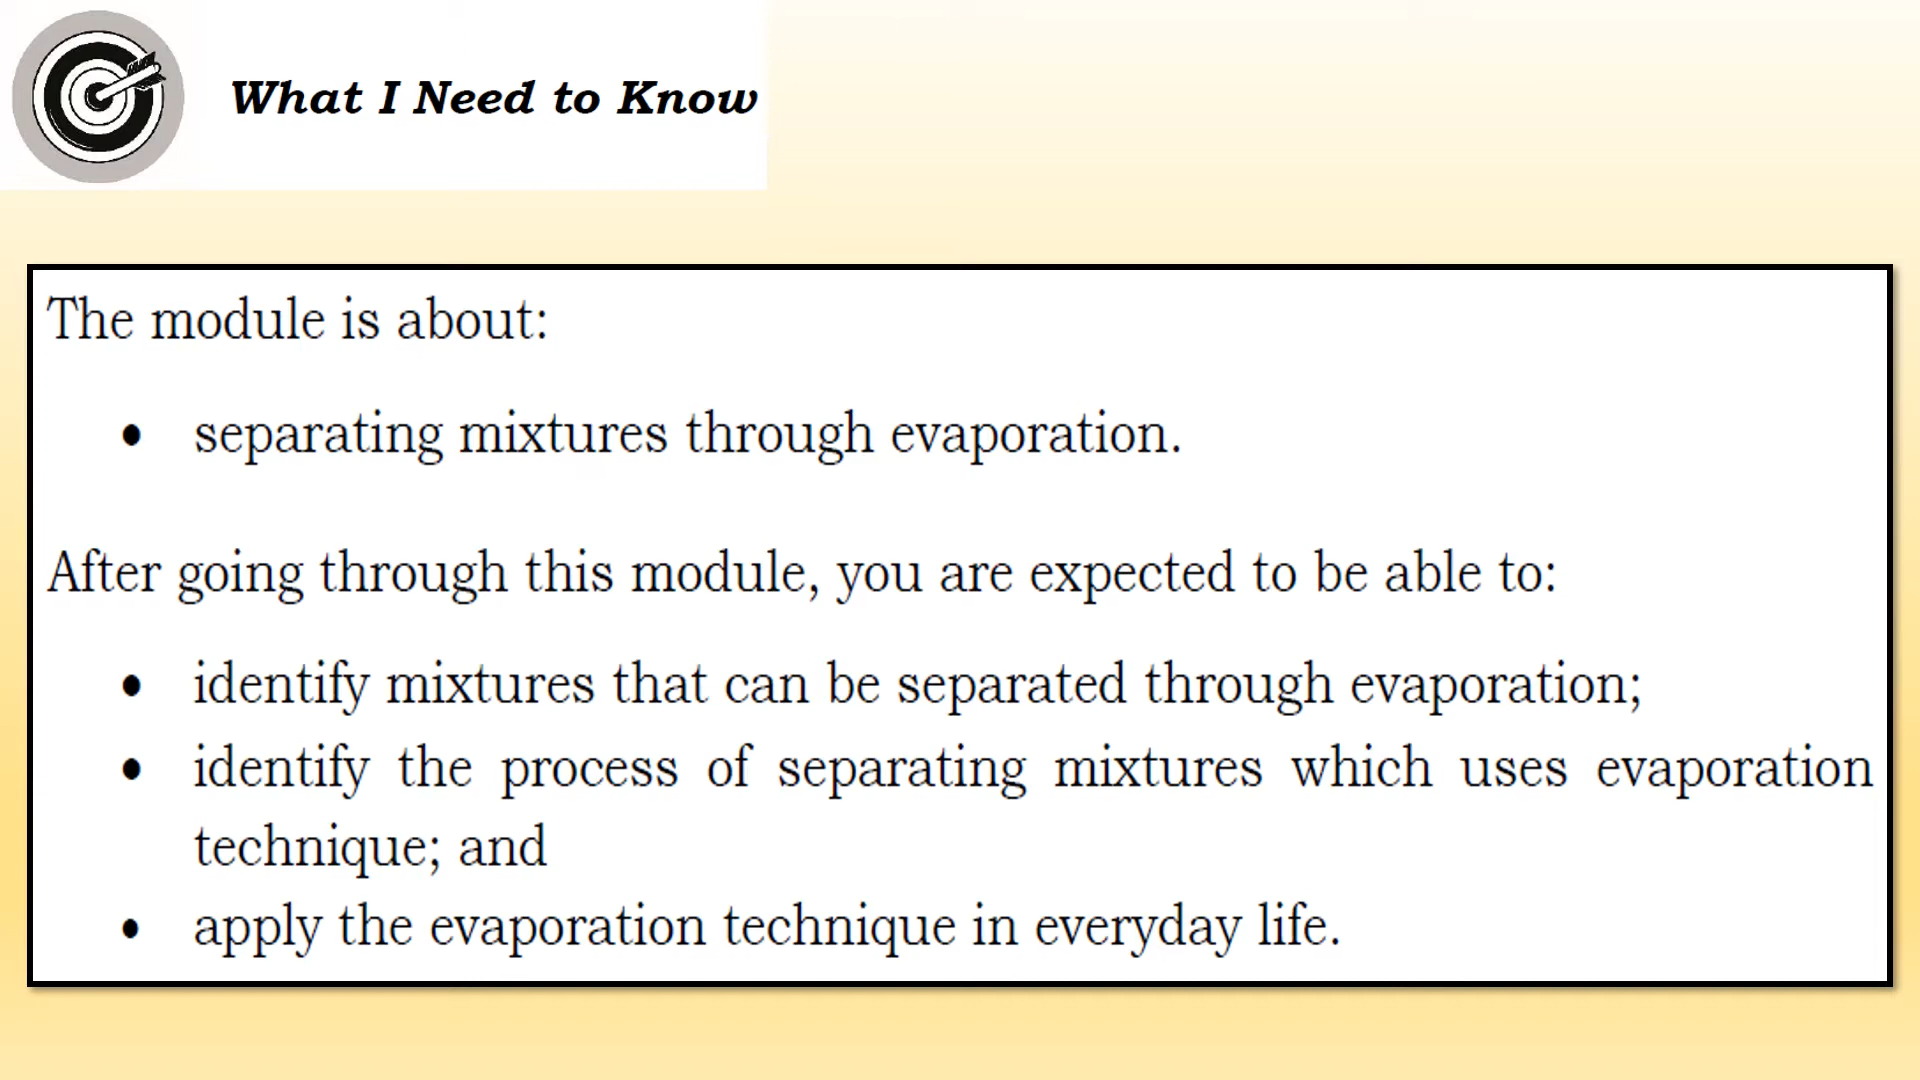 What I Need to Know
The module is about:
• separating mixtures through evaporation.
After going through this module, you are expected to be able to:
• identify mixtures that can be separated through evaporation;
• identify the process of separating mixtures which uses evaporation
technique; and
• apply the evaporation technique in everyday life.